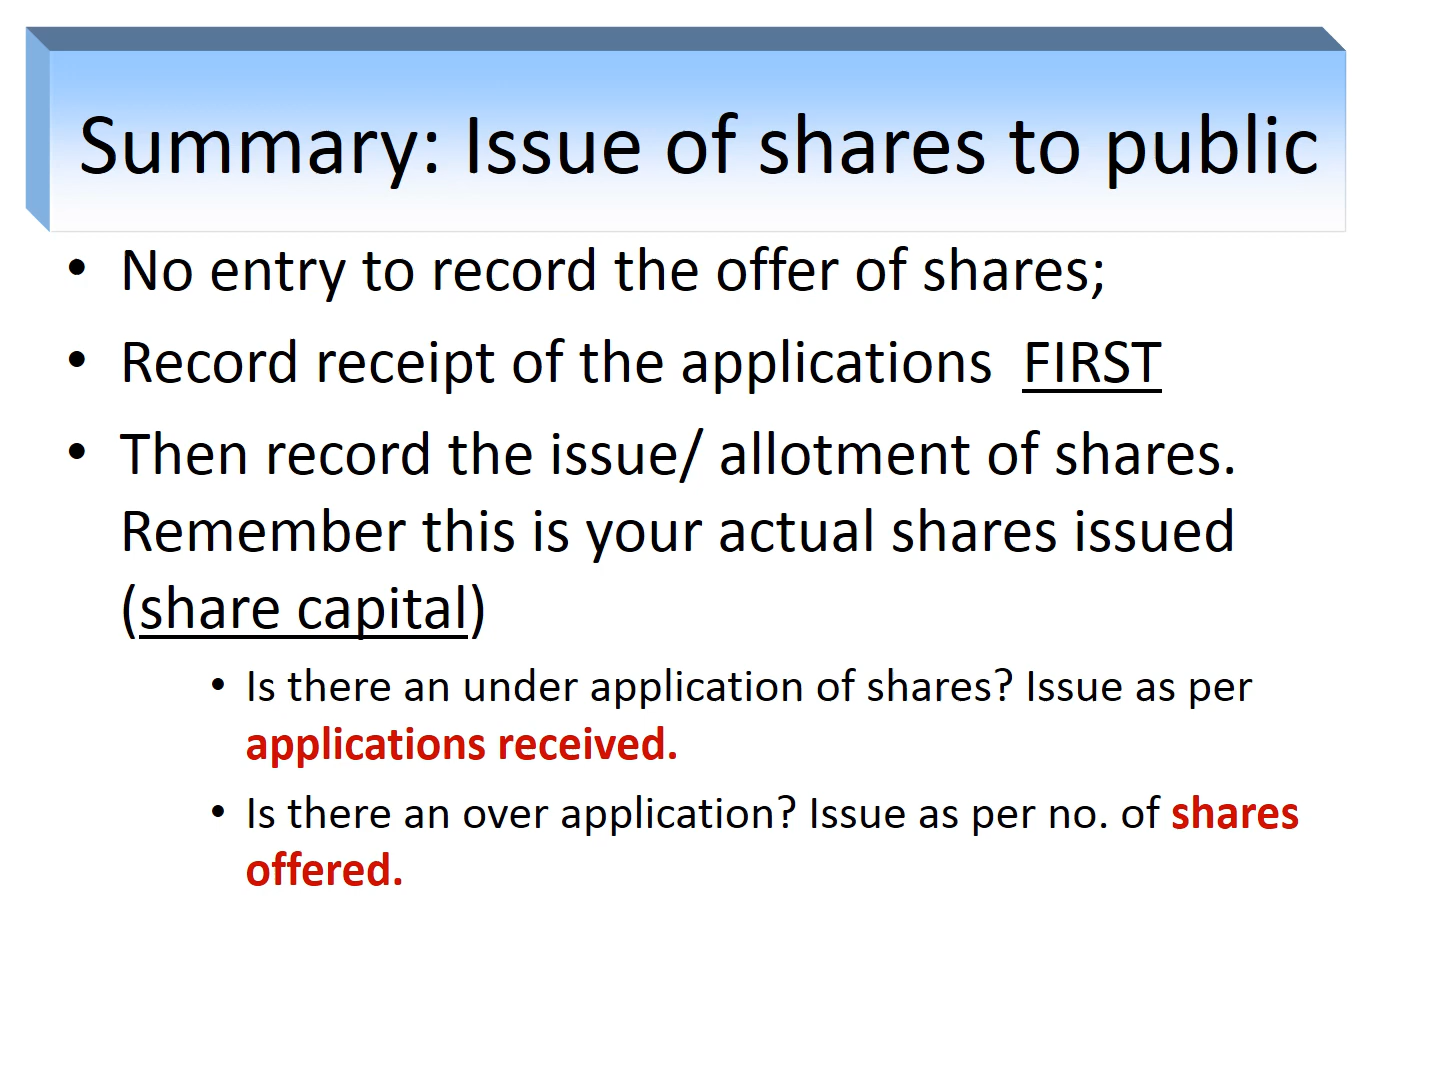 Summary: Issue of shares to public
• No entry to record the offer of shares;
• Record receipt of the applications FIRST
• Then record the issue/ allotment of shares.
Remember this is your actual shares issued
(share capital)
• Is there an under application of shares? Issue as per
applications received.
• Is there an over application? Issue as per no. of shares
offered.